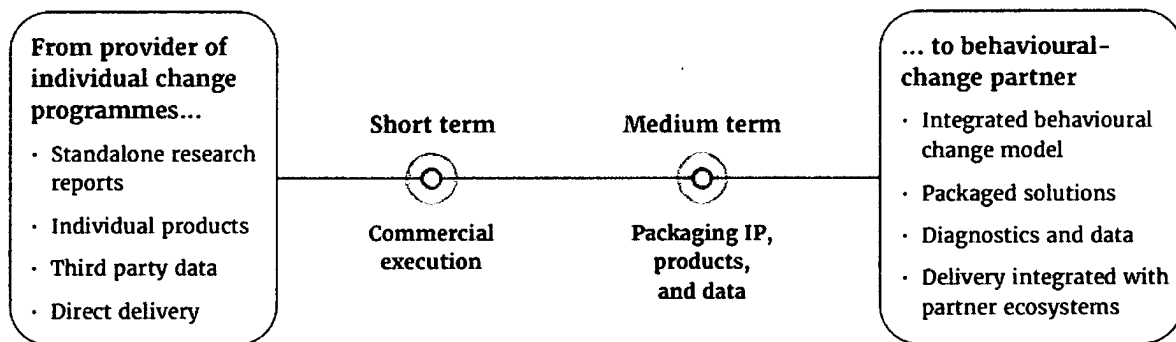 From provider of
individual change
programmes...
· Standalone research
reports
· Individual products
· Third party data
· Direct delivery
Short term
Commercial
execution
Medium term
Packaging IP,
products,
and data
... to behavioural-
change partner
· Integrated behavioural
change model
· Packaged solutions
· Diagnostics and data
· Delivery integrated with
partner ecosystems